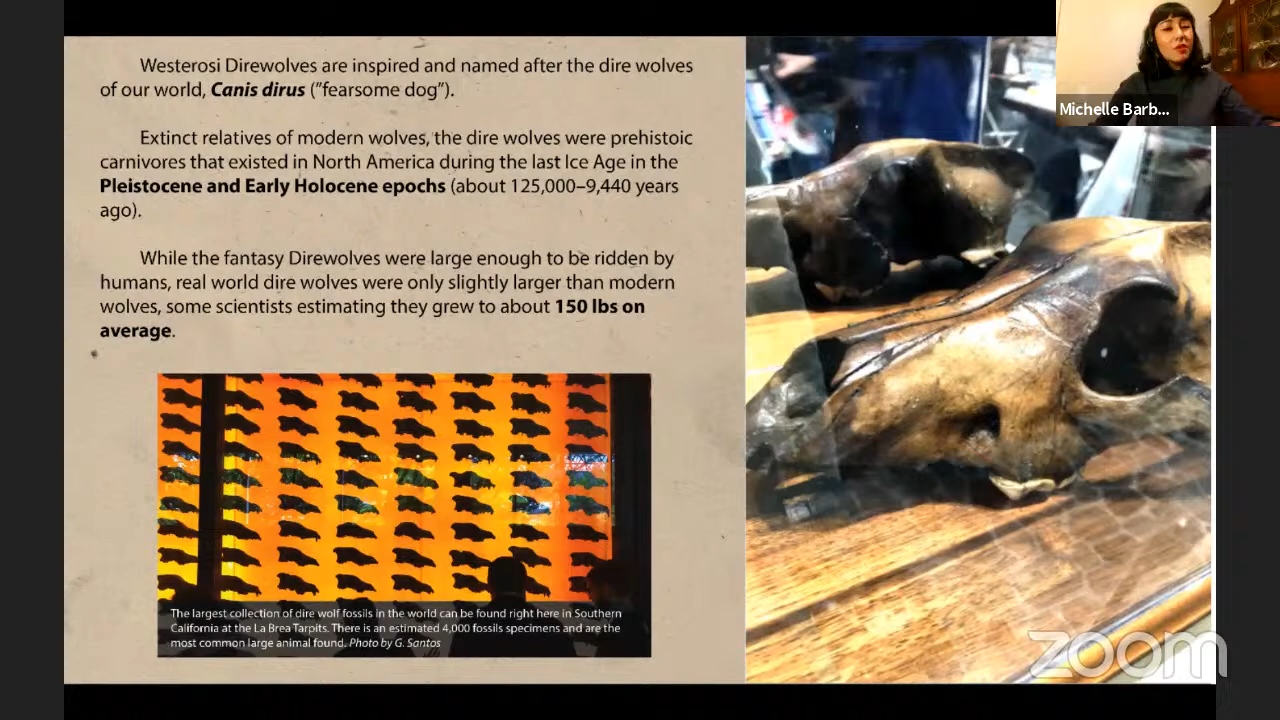 Westerosi Direwolves are inspired and named after the dire wolves
of our world, Canis dirus ("fearsome dog").
Extinct relatives of modern wolves, the dire wolves were prehistoric
carnivores that existed in North America during the last Ice Age in the
Pleistocene and Early Holocene epochs (about 125,000–9,440 years
ago).
While the fantasy Direwolves were large enough to be ridden by
humans, real world dire wolves were only slightly larger than modern
wolves, some scientists estimating they grew to about 150 lbs on
average.
The largest collection of dire wolf fossils in the world can be found right here in Southern
California at the La Brea Tarpits. There is an estimated 4,000 fossils specimens and are the
most common large animal found. Photo by G. Santos
Michelle Barb...
zoom